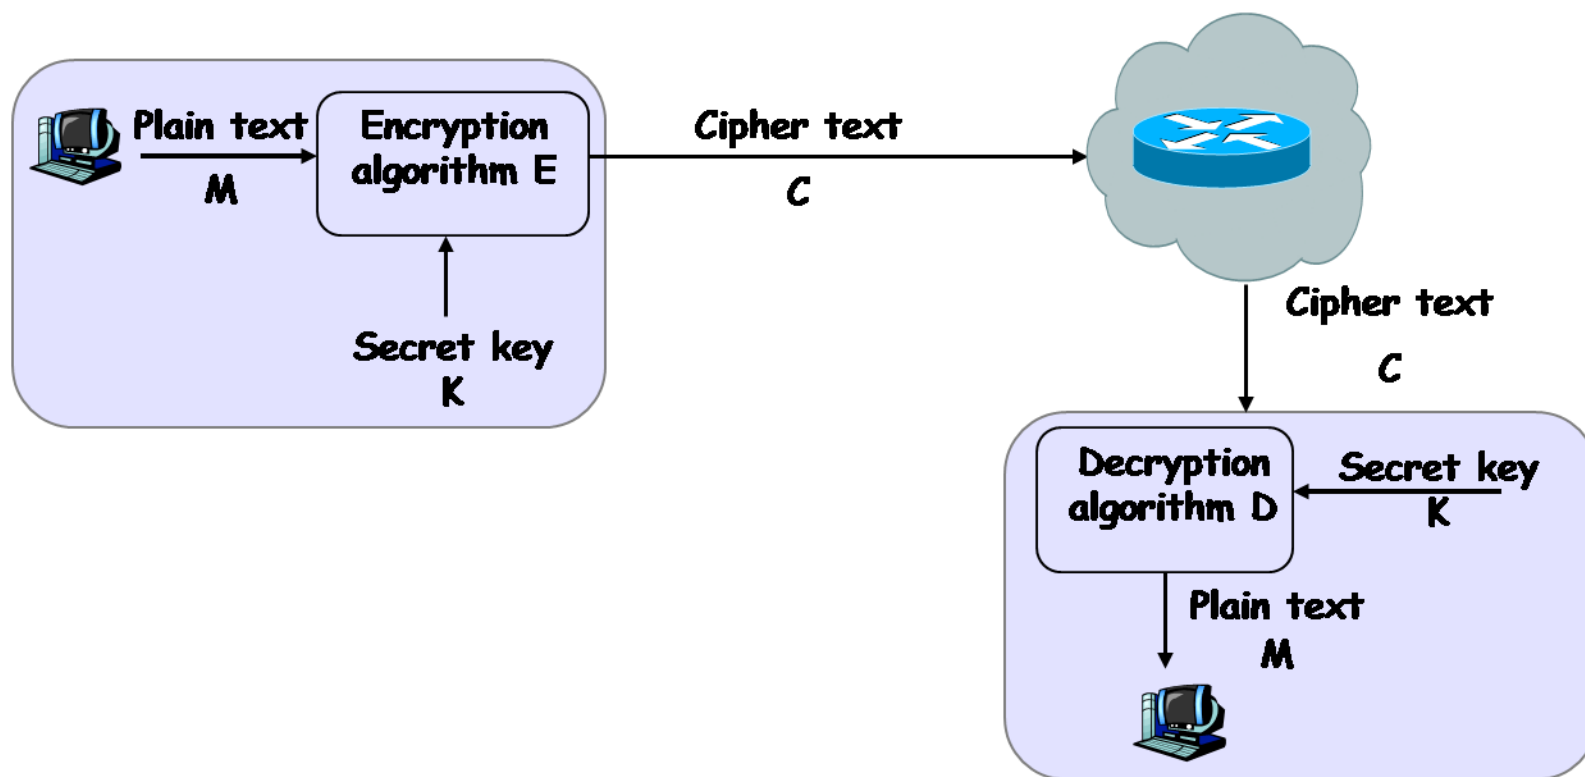 Plain text
M
Encryption
algorithm E
Secret key
K
Cipher text
C
Cipher text
C
Decryption
algorithm D
Secret key
K
Plain text
M